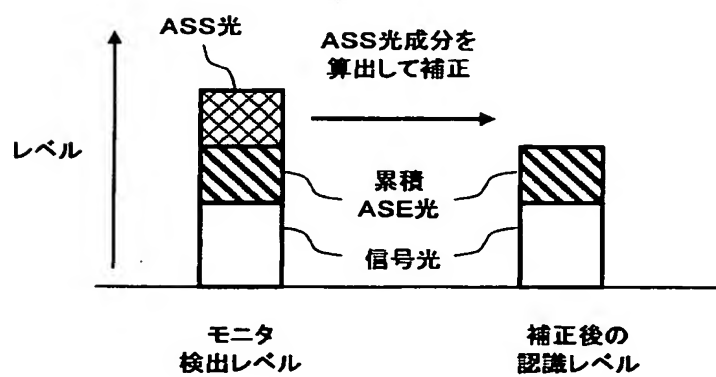 ASS光
ASS光成分を
算出して補正
レベル
累積
ASE光
信号光
モニタ
検出レベル
補正後の
認識レベル